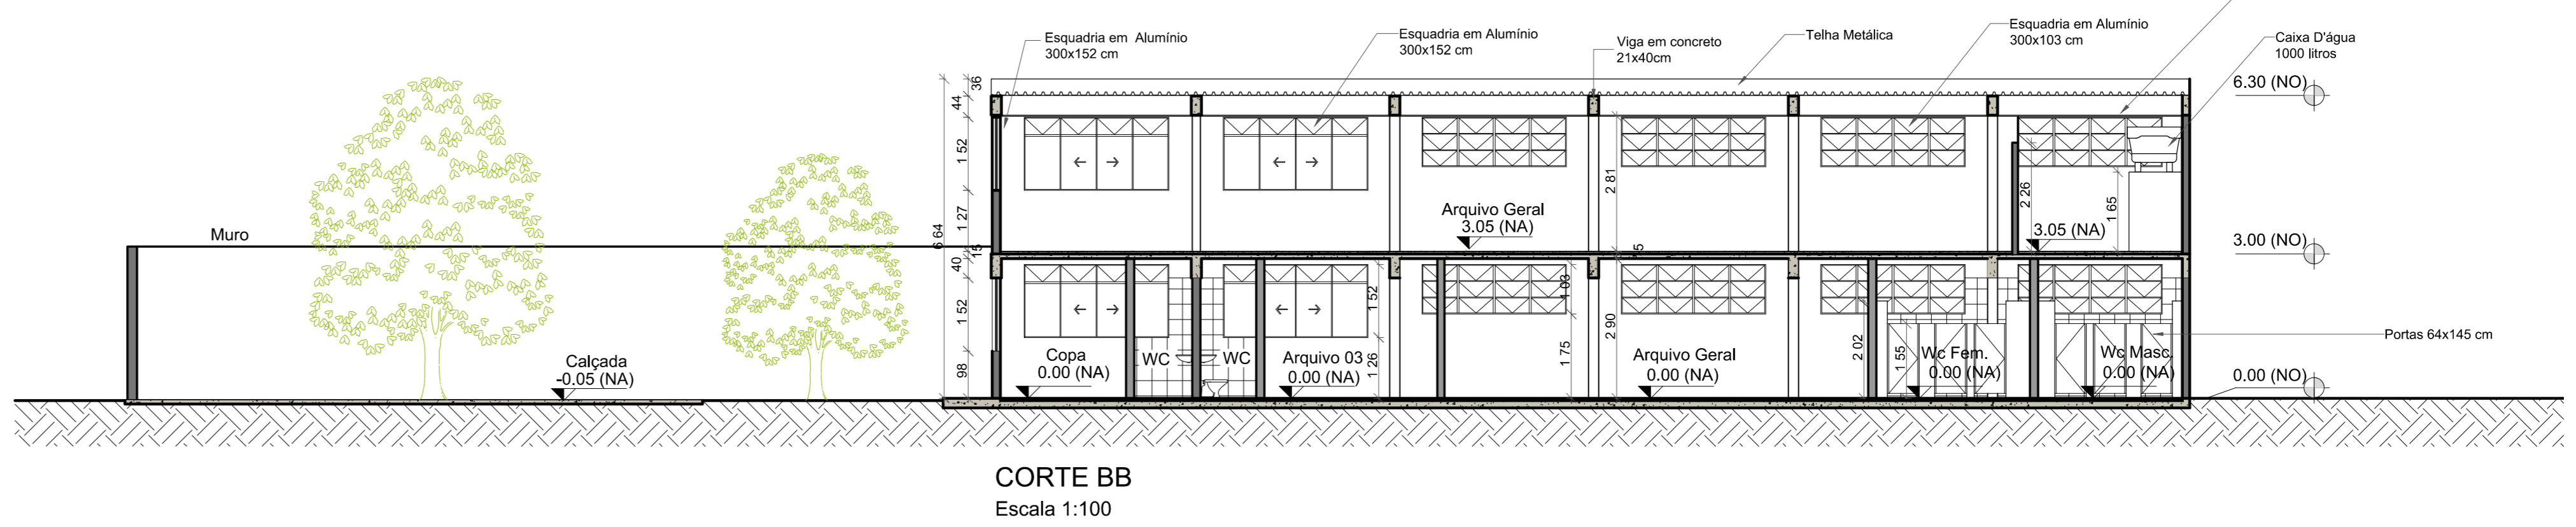 Esquadria em Alumínio
300x152 cm
Esquadria em Alumínio
300x152 cm
Viga em concreto
21x40cm
Telha Metálica
Esquadria em Alumínio
300x103 cm
Caixa D'água
1000 litros
6.30 (NO)
36
44
1 52
1 27
6 64
15
40
1 52
98
2 81
2 26
1 65
Arquivo Geral
3.05 (NA)
3.05 (NA)
Muro
3.00 (NO)
5
1 52
1 03
2 90
1 26
1 75
2 02
1 55
Portas 64x145 cm
Calçada
-0.05 (NA)
Copa
0.00 (NA)
WC
WC
Arquivo 03
0.00 (NA)
Arquivo Geral
0.00 (NA)
Wc Fem.
0.00 (NA)
Wc Masc.
0.00 (NA)
0.00 (NO)
CORTE BB
Escala 1:100